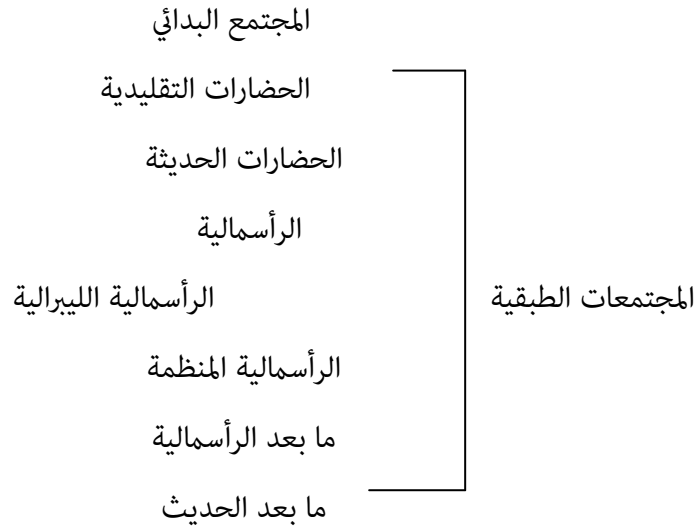 المجتمع البدائي
الحضارات التقليدية
الحضارات الحديثة
الرأسمالية
المجتمعات الطبقية
الرأسمالية الليبرالية
الرأسمالية المنظمة
ما بعد الرأسمالية
ما بعد الحديث